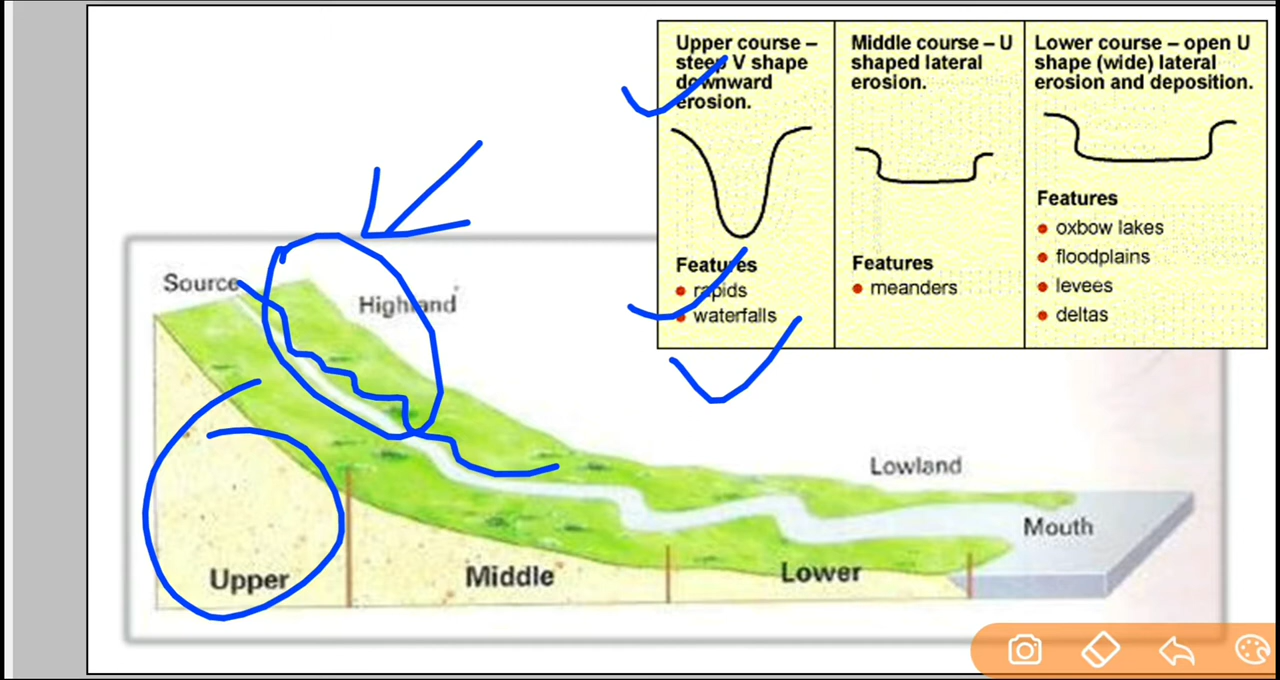 Upper course –
steep V shape
downward
erosion.
Features
rapids
waterfalls
Middle course – U
shaped lateral
erosion.
Features
meanders
Lower course – open U
shape (wide) lateral
erosion and deposition.
Features
oxbow lakes
floodplains
levees
deltas
Source
Highland
Lowland
Mouth
Upper
Middle
Lower